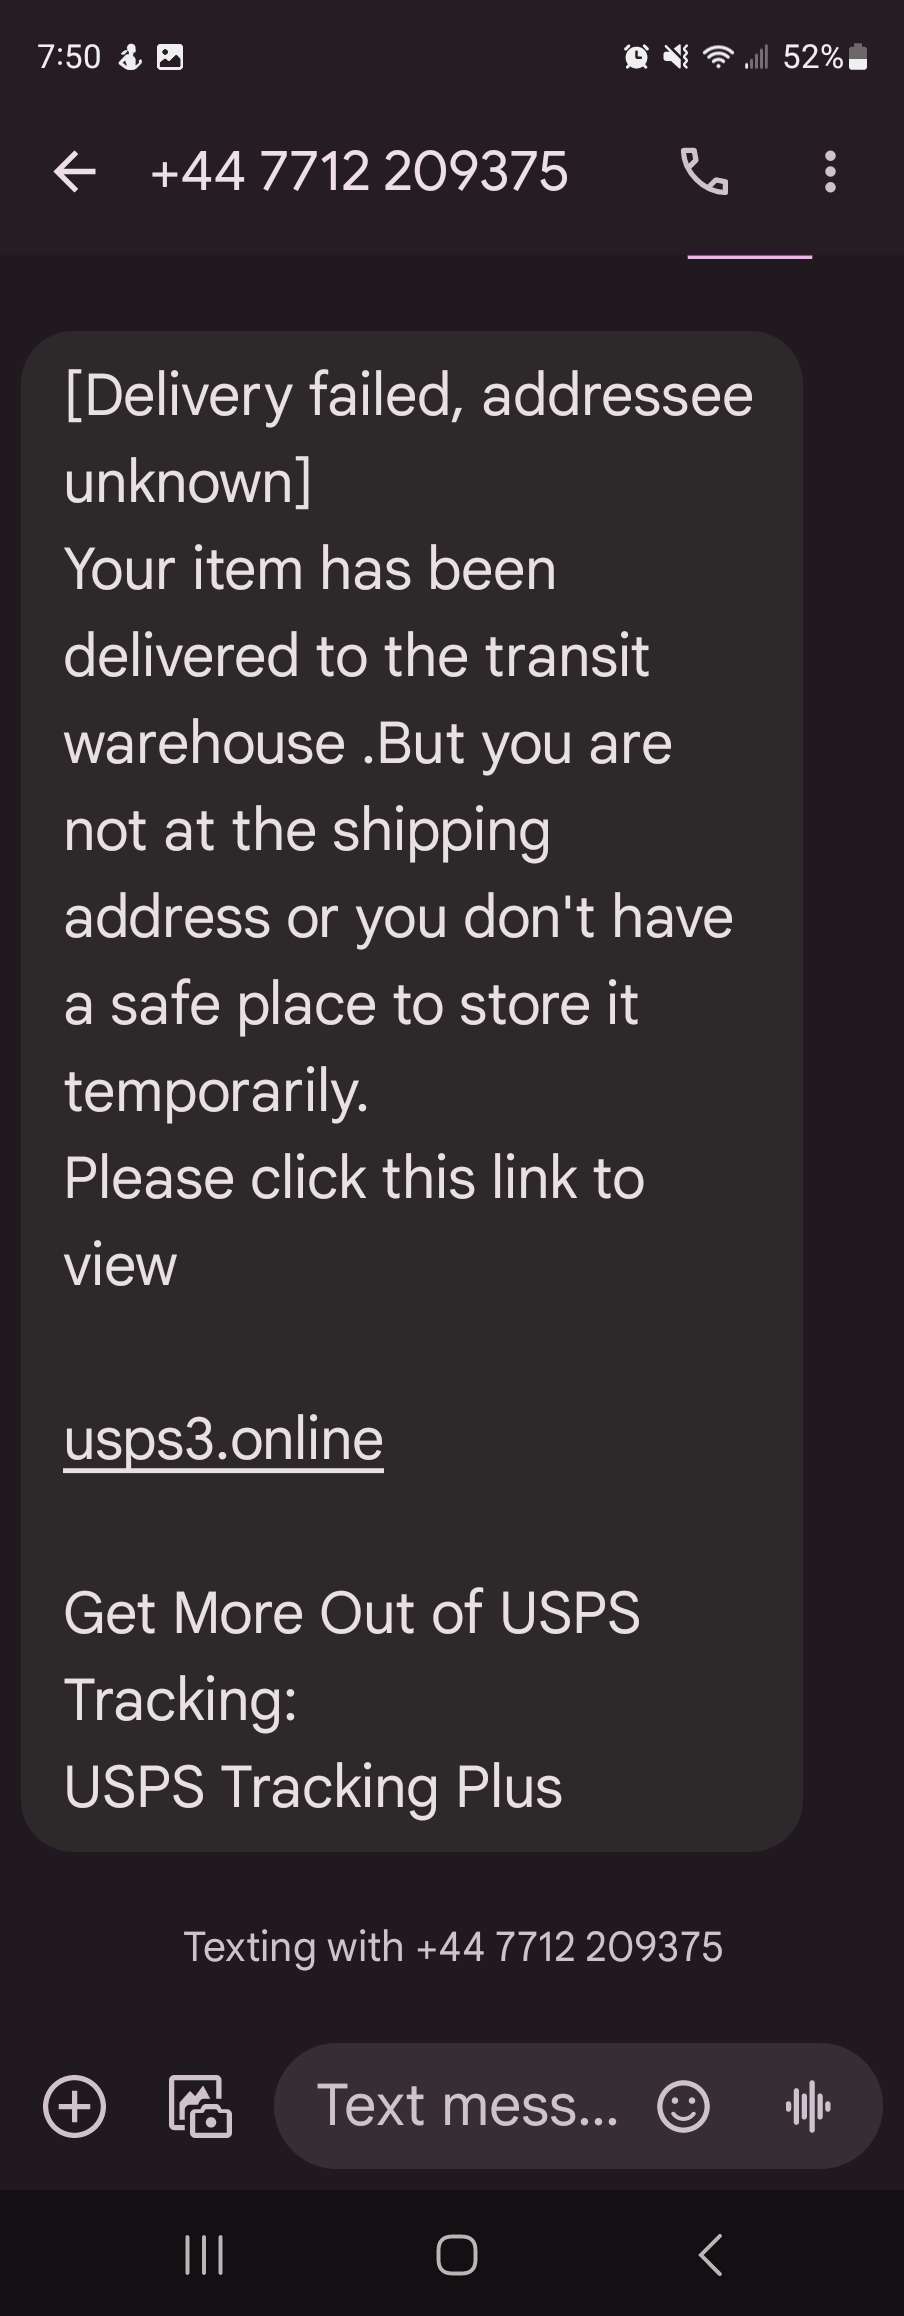 7:50 52%
+44 7712 209375
[Delivery failed, addressee
unknown]
Your item has been
delivered to the transit
warehouse .But you are
not at the shipping
address or you don't have
a safe place to store it
temporarily.
Please click this link to
view
usps3.online
Get More Out of USPS
Tracking:
USPS Tracking Plus
Texting with +44 7712 209375
Text mess...